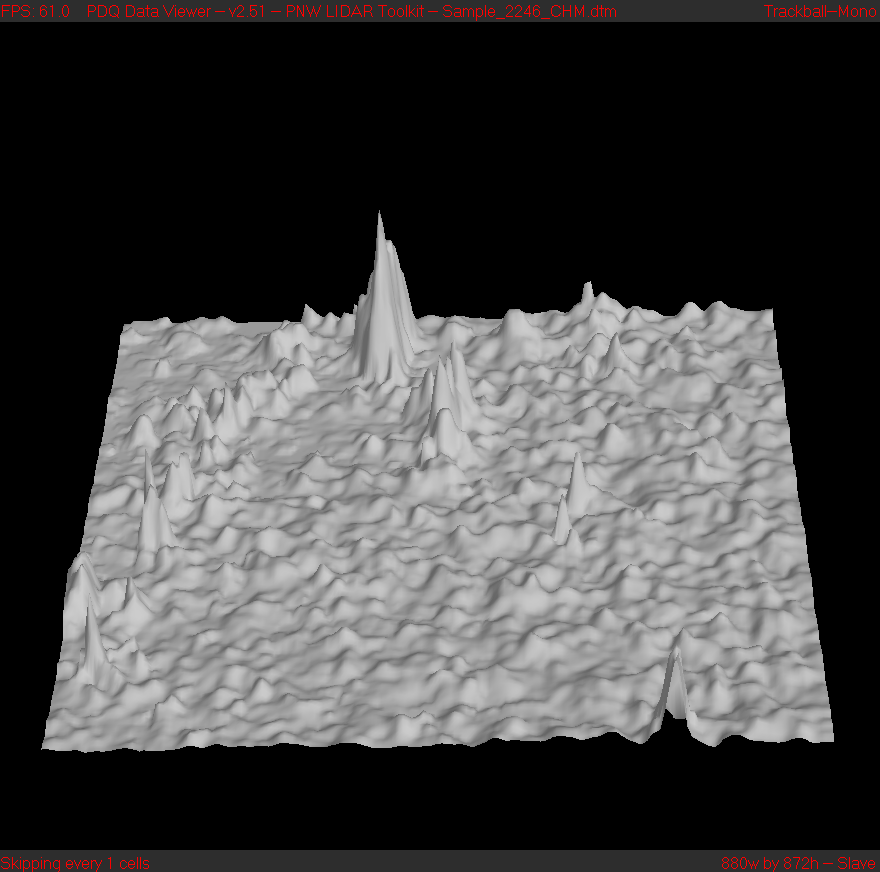 FPS: 61.0 PDQ Data Viewer - v2.51 - PNW LIDAR Toolkit - Sample_2246_CHM.dtm
Trackball-Mono
Skipping every 1 cells
880w by 872h - Slave